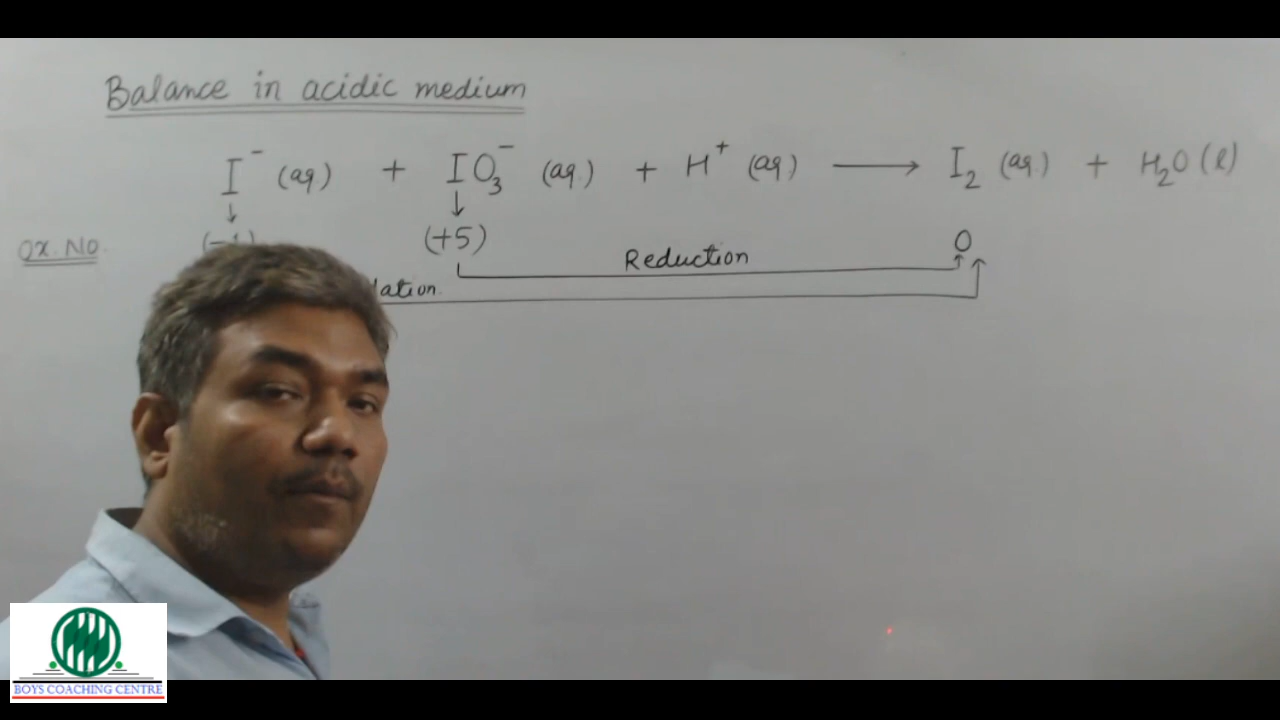 Balance in acidic medium
I⁻ (aq) + IO₃⁻ (aq.) + H⁺ (aq) → I₂ (aq.) + H₂O (l)
↓ ↓
Ox. No. (+5) 0
Reduction
dation.
BOYS COACHING CENTRE